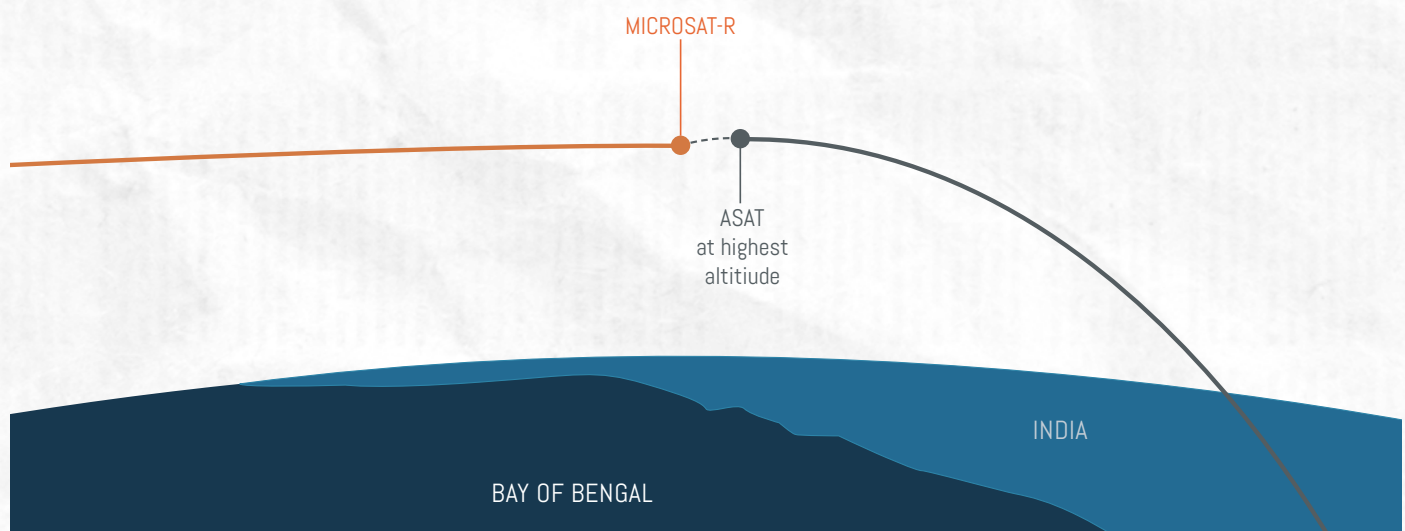 MICROSAT-R
ASAT
at highest
altitiude
INDIA
BAY OF BENGAL